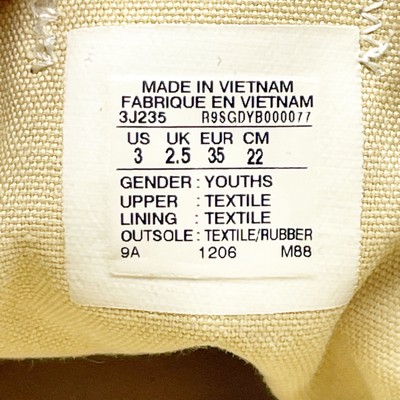 MADE IN VIETNAM
FABRIQUE EN VIETNAM
3J235 R9SGDYB000077
US UK EUR CM
3 2.5 35 22
GENDER : YOUTHS
UPPER : TEXTILE
LINING : TEXTILE
OUTSOLE : TEXTILE/RUBBER
9A 1206 M88